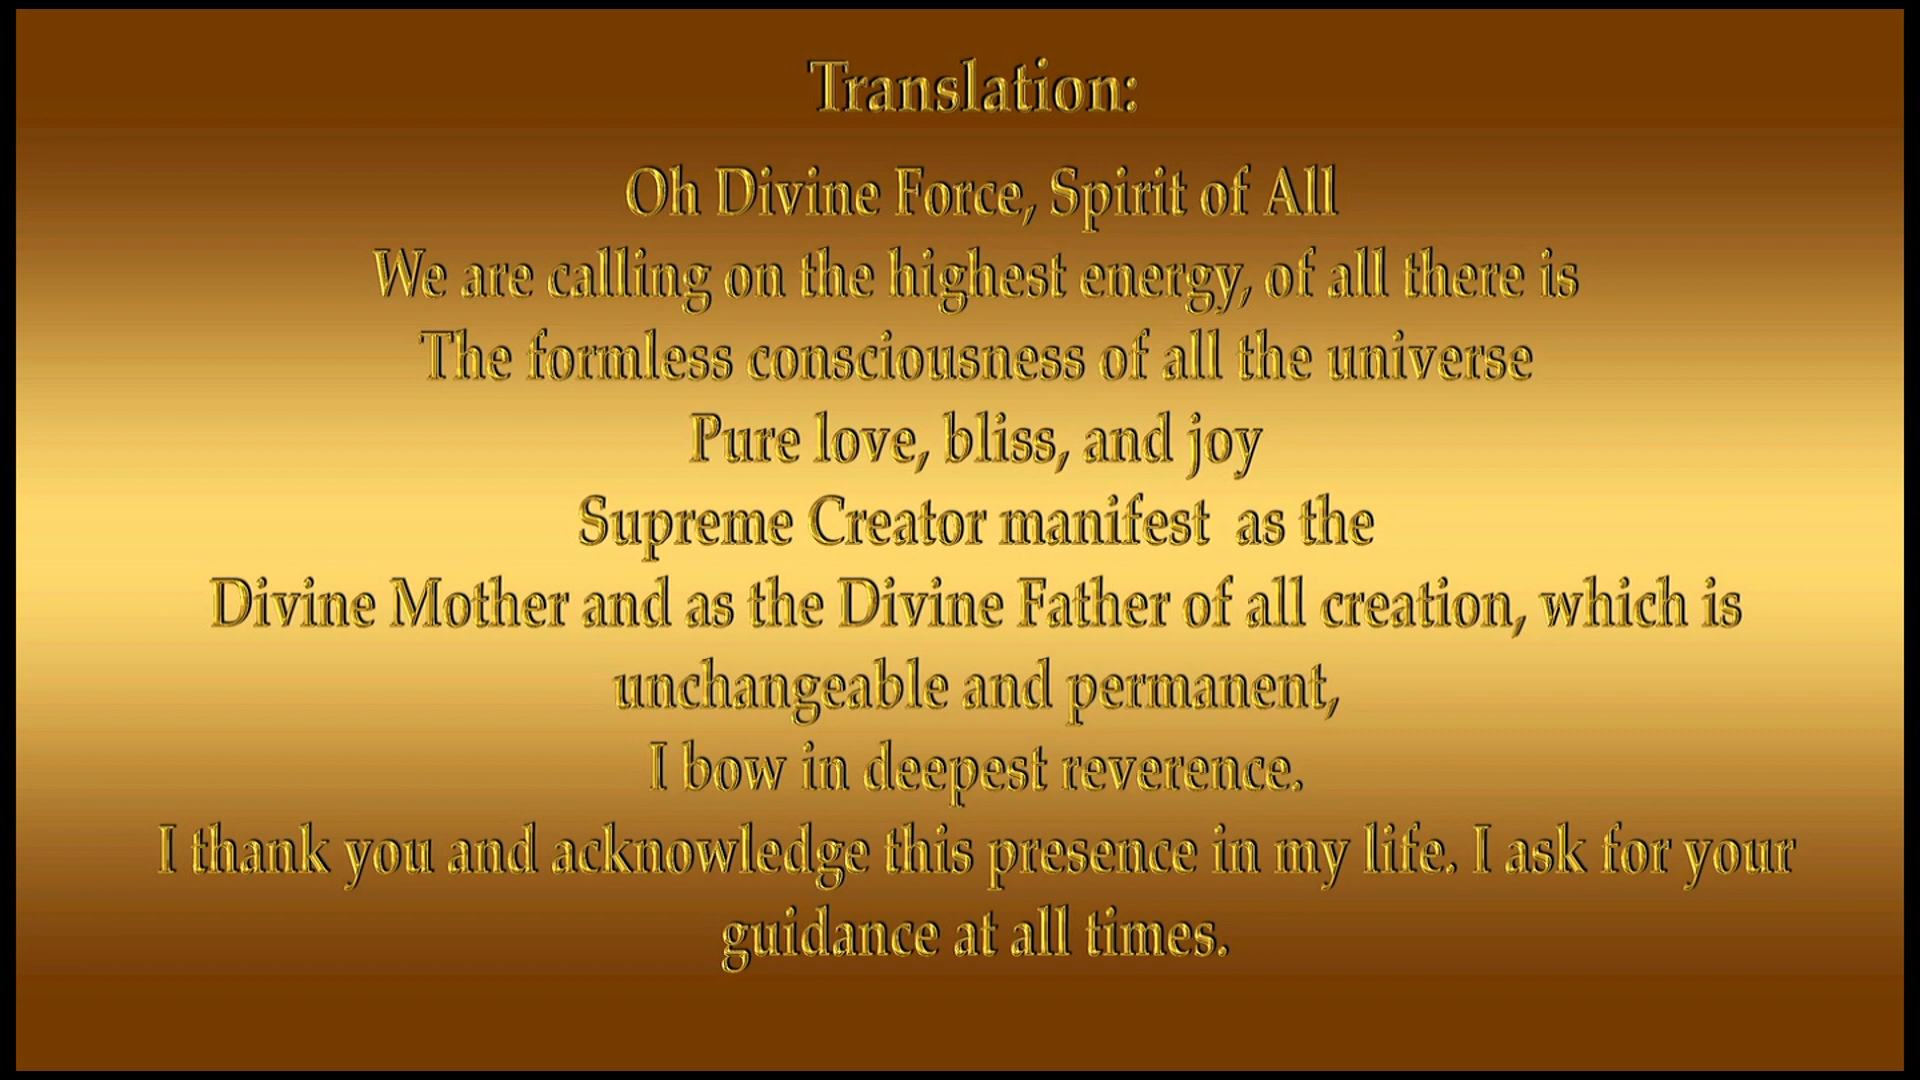 Translation:
Oh Divine Force, Spirit of All
We are calling on the highest energy, of all there is
The formless consciousness of all the universe
Pure love, bliss, and joy
Supreme Creator manifest  as the
Divine Mother and as the Divine Father of all creation, which is
unchangeable and permanent,
I bow in deepest reverence.
I thank you and acknowledge this presence in my life. I ask for your
guidance at all times.